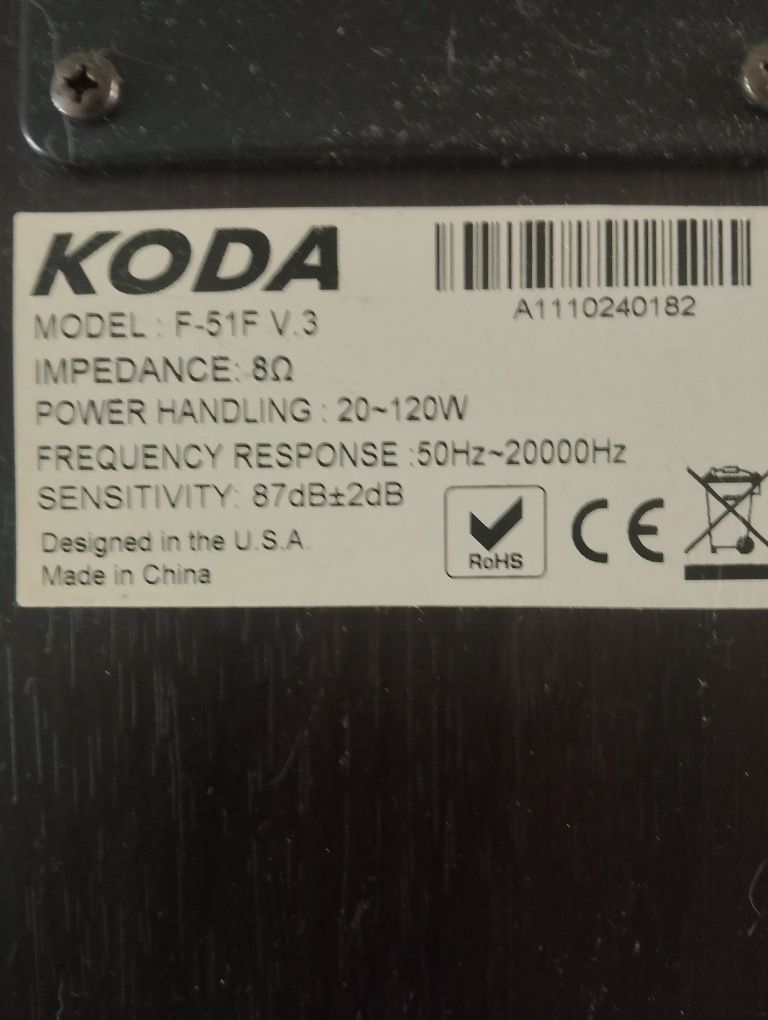 KODA
A1110240182
MODEL : F-51F V.3
IMPEDANCE: 8Ω
POWER HANDLING : 20~120W
FREQUENCY RESPONSE :50Hz~20000Hz
SENSITIVITY: 87dB±2dB
Designed in the U.S.A.
Made in China
RoHS
CE